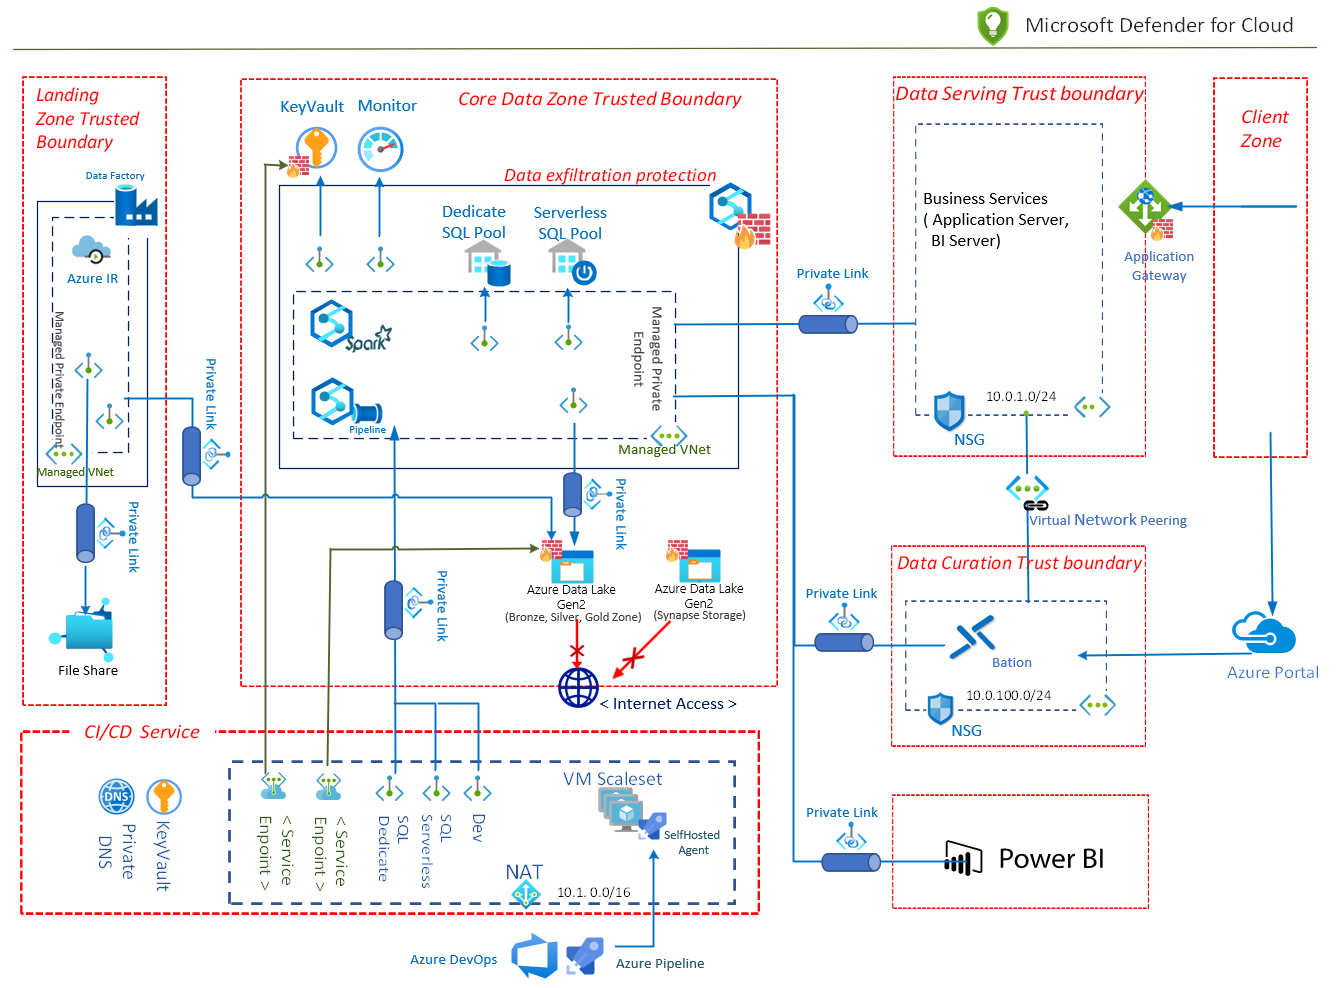 Microsoft Defender for Cloud
Landing
Zone Trusted
Boundary
Data Factory
Azure IR
Managed Private Endpoint
Managed VNet
Private Link
Private Link
File Share
Core Data Zone Trusted Boundary
KeyVault
Monitor
Data exfiltration protection
Dedicate
SQL Pool
Serverless
SQL Pool
Spark
Pipeline
Managed Private
Endpoint
Managed VNet
Private Link
Private Link
Azure Data Lake
Gen2
(Bronze, Silver, Gold Zone)
Azure Data Lake
Gen2
(Synapse Storage)
< Internet Access >
Data Serving Trust boundary
Business Services
( Application Server,
BI Server)
10.0.1.0/24
NSG
Private Link
Application
Gateway
Client
Zone
Virtual Network Peering
Data Curation Trust boundary
Private Link
Bation
10.0.100.0/24
NSG
Azure Portal
Private Link
Power BI
CI/CD Service
DNS
Private
DNS
KeyVault
< Service
Enpoint >
< Service
Enpoint >
SQL
Dedicate
SQL
Serverless
Dev
VM Scaleset
SelfHosted
Agent
NAT
10.1. 0.0/16
Azure DevOps
Azure Pipeline